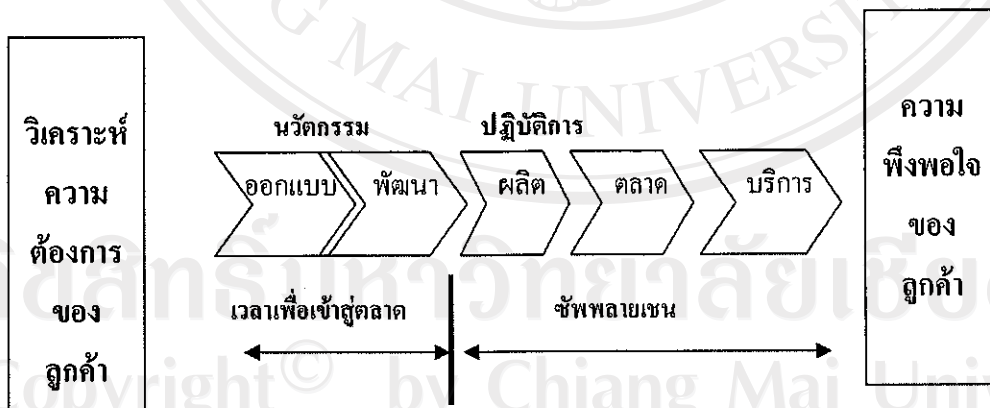 G MAI UNIVERSI
วิเคราะห์
ความ
ต้องการ
ของ
ลูกค้า
นวัตกรรม
ปฏิบัติการ
ออกแบบ
พัฒนา
ผลิต
ตลาด
บริการ
เวลาเพื่อเข้าสู่ตลาด
ซัพพลายเชน
ความ
พึงพอใจ
ของ
ลูกค้า
Copyright© by Chiang Mai Univ